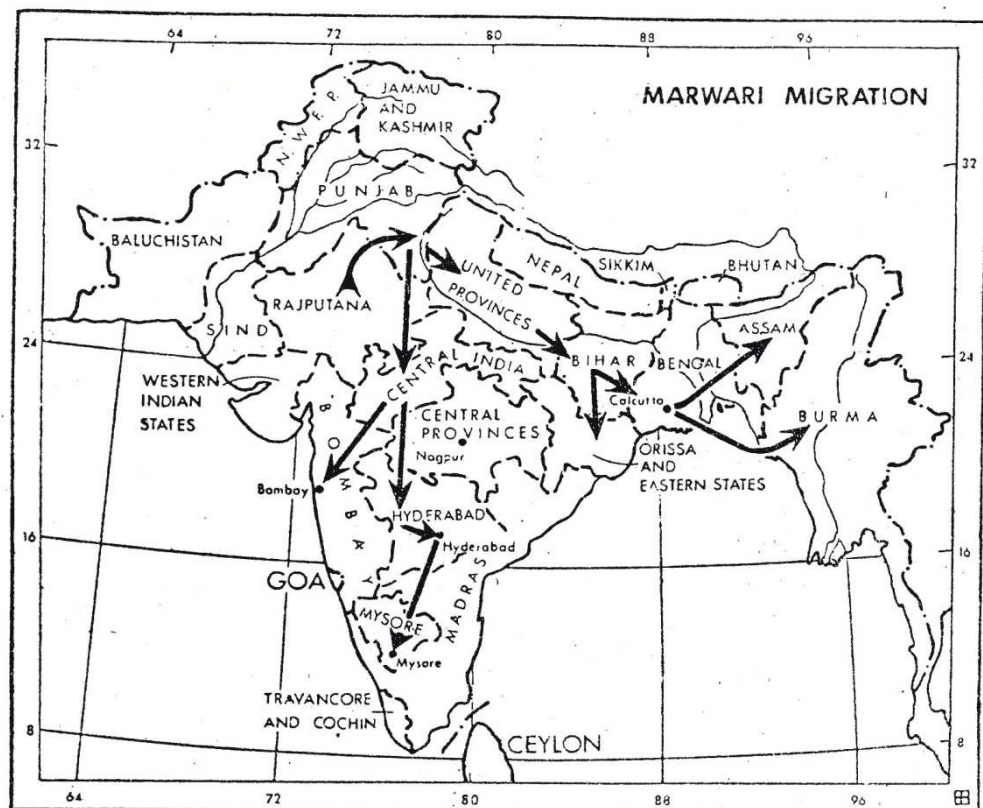 64 72 80 88 96
MARWARI MIGRATION
JAMMU
AND
KASHMIR
N.W.F.P.
32 32
PUNJAB
BALUCHISTAN
NEPAL
SIKKIM
BHUTAN
UNITED
PROVINCES
RAJPUTANA
SIND
ASSAM
24 24
BIHAR
BENGAL
CENTRAL INDIA
WESTERN
INDIAN
STATES
Calcutta
CENTRAL
PROVINCES
Nagpur
BURMA
BOMBAY
ORISSA
AND
EASTERN STATES
Bombay
HYDERABAD
Hyderabad
16 16
GOA
MADRAS
MYSORE
Mysore
TRAVANCORE
AND COCHIN
8 8
CEYLON
64 72 80 88 96